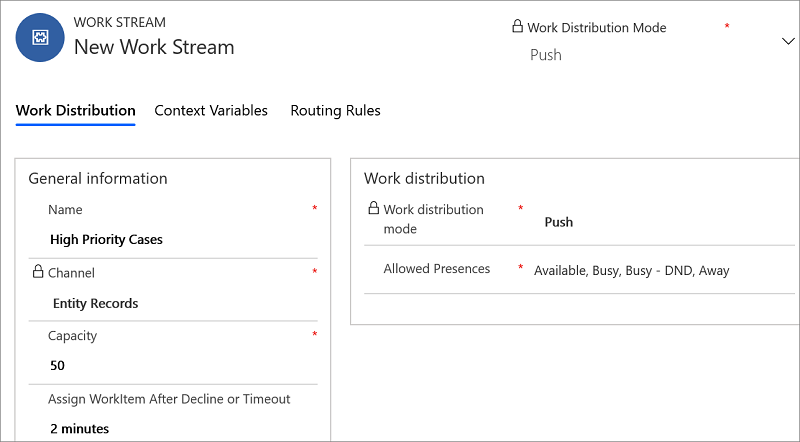 WORK STREAM
New Work Stream
Work Distribution Mode *
Push
Work Distribution Context Variables Routing Rules
General information
Name *
High Priority Cases
Channel *
Entity Records
Capacity *
50
Assign WorkItem After Decline or Timeout
2 minutes
Work distribution
Work distribution mode *
Push
Allowed Presences * Available, Busy, Busy - DND, Away